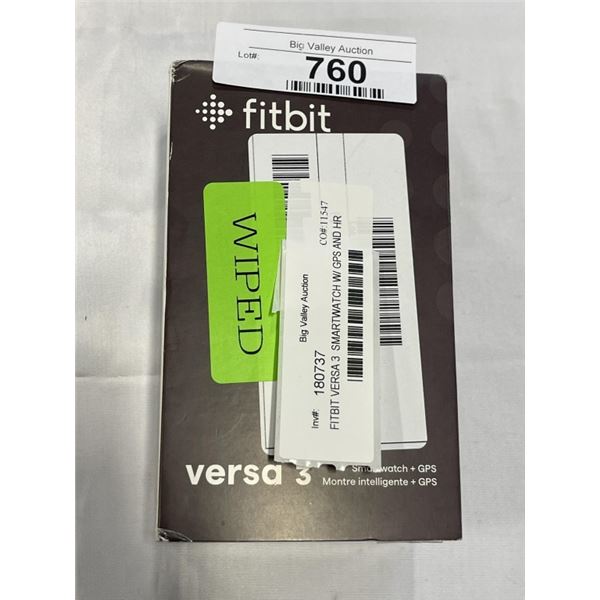 Big Valley Auction
Lot#:
760
fitbit
WIPED
CO#:11547
Big Valley Auction
Inv#: 180737
FITBIT VERSA 3 SMARTWATCH W/ GPS AND HR
versa 3
Smartwatch + GPS
Montre intelligente + GPS